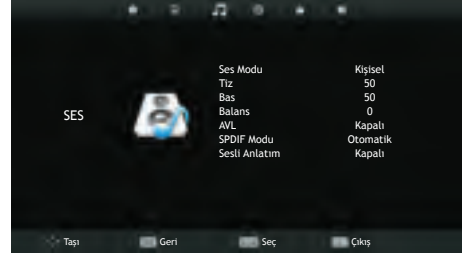 Ses Modu Kişisel
Tiz 50
Bas 50
SES
Balans 0
AVL Kapalı
SPDIF Modu Otomatik
Sesli Anlatım Kapalı
Taşı Geri Seç Çıkış